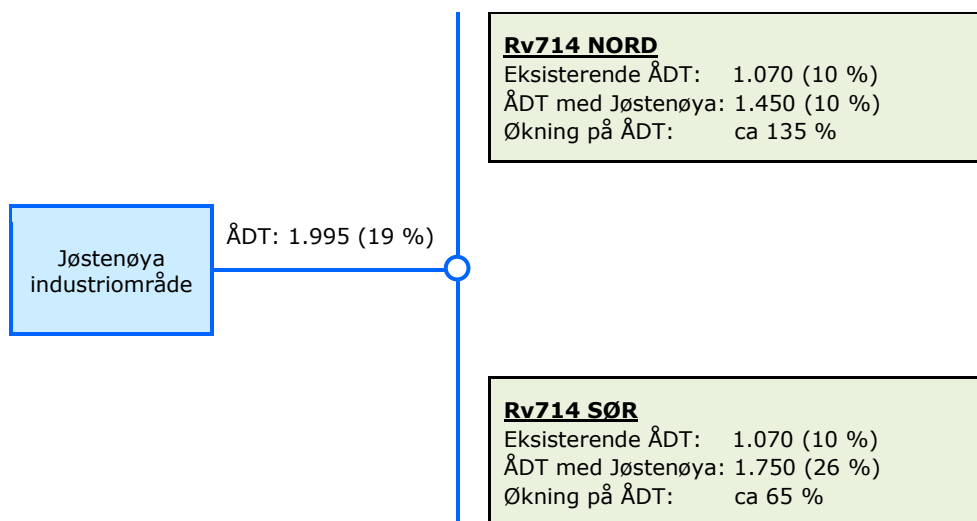 Rv714 NORD
Eksisterende ÅDT: 1.070 (10 %)
ÅDT med Jøstenøya: 1.450 (10 %)
Økning på ÅDT: ca 135 %
ÅDT: 1.995 (19 %)
Jøstenøya
industriområde
Rv714 SØR
Eksisterende ÅDT: 1.070 (10 %)
ÅDT med Jøstenøya: 1.750 (26 %)
Økning på ÅDT: ca 65 %